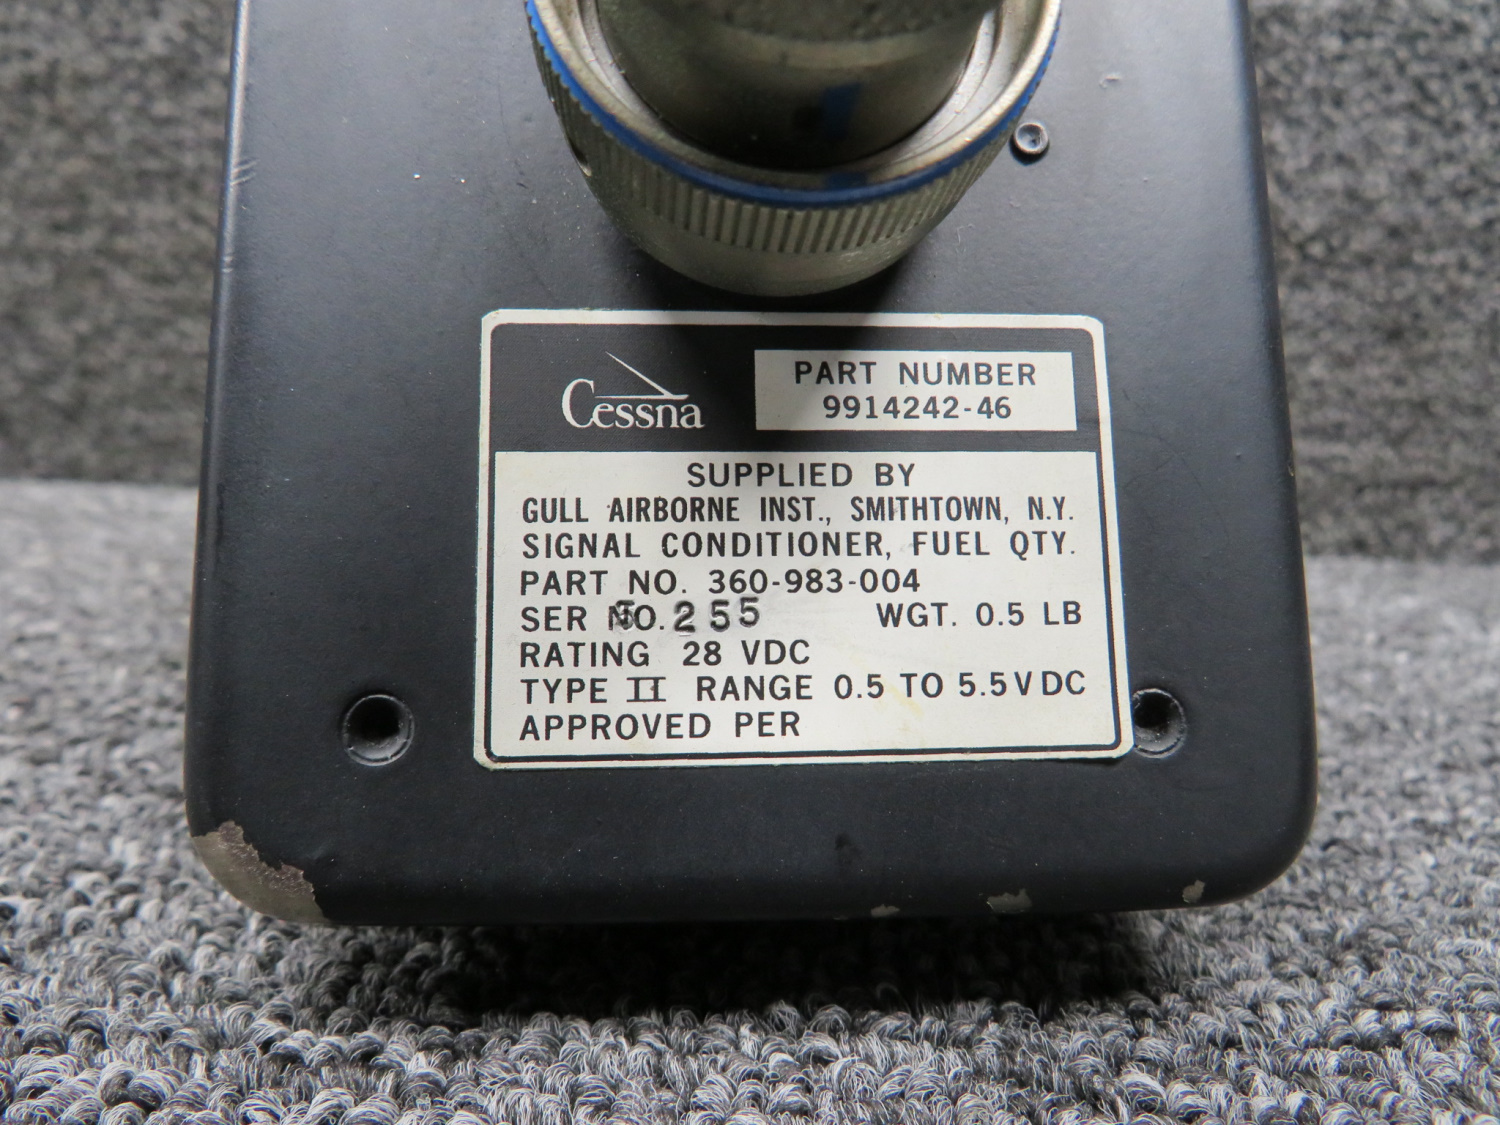 Cessna
PART NUMBER
9914242-46
SUPPLIED BY
GULL AIRBORNE INST., SMITHTOWN, N.Y.
SIGNAL CONDITIONER, FUEL QTY.
PART NO. 360-983-004
SER NO. 255 WGT. 0.5 LB
RATING 28 VDC
TYPE II RANGE 0.5 TO 5.5VDC
APPROVED PER